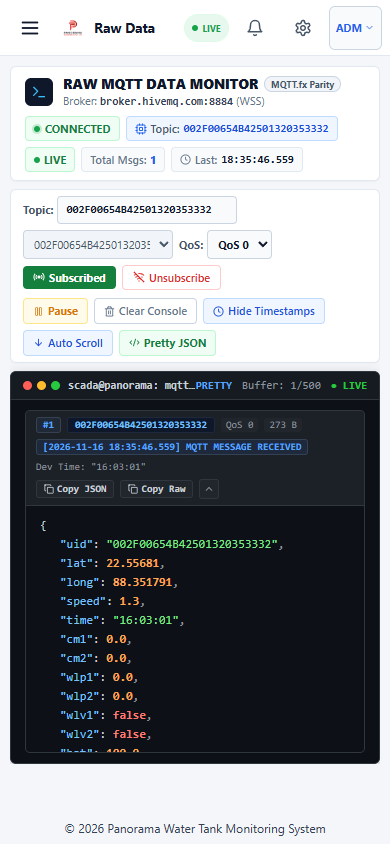 Raw Data
LIVE
ADM
RAW MQTT DATA MONITOR
MQTT.fx Parity
Broker: broker.hivemq.com:8884 (WSS)
CONNECTED
Topic: 002F00654B42501320353332
LIVE
Total Msgs: 1
Last: 18:35:46.559
Topic: 002F00654B42501320353332
002F00654B4250132035
QoS: QoS 0
Subscribed
Unsubscribe
Pause
Clear Console
Hide Timestamps
Auto Scroll
Pretty JSON
scada@panorama: mqtt… PRETTY Buffer: 1/500 LIVE
#1 002F00654B42501320353332 QoS 0 273 B
[2026-11-16 18:35:46.559] MQTT MESSAGE RECEIVED
Dev Time: "16:03:01"
Copy JSON
Copy Raw
{
"uid": "002F00654B42501320353332",
"lat": 22.55681,
"long": 88.351791,
"speed": 1.3,
"time": "16:03:01",
"cm1": 0.0,
"cm2": 0.0,
"wlp1": 0.0,
"wlp2": 0.0,
"wlv1": false,
"wlv2": false,
© 2026 Panorama Water Tank Monitoring System